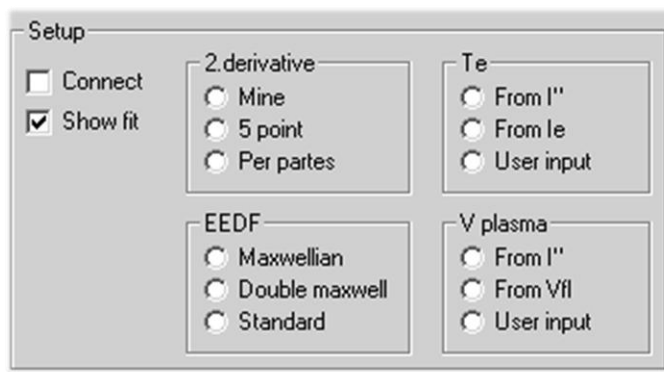 Setup
Connect
Show fit
2.derivative
Mine
5 point
Per partes
Te
From I''
From Ie
User input
EEDF
Maxwellian
Double maxwell
Standard
V plasma
From I''
From Vfl
User input